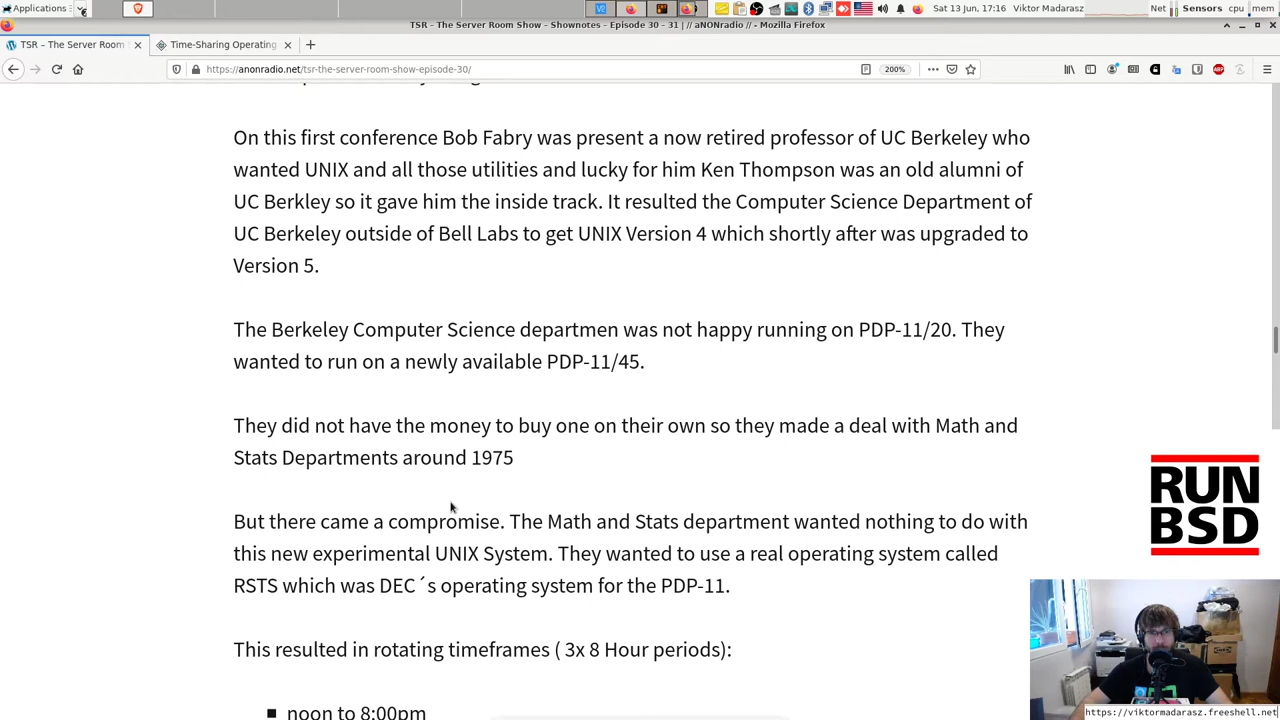 Applications
TSR - The Server Room Show - Shownotes - Episode 30 - 31 | // aNONradio // - Mozilla Firefox
Sat 13 Jun, 17:16 Viktor Madarasz
Net Sensors cpu mem
TSR – The Server Room
Time-Sharing Operating
https://anonradio.net/tsr-the-server-room-show-episode-30/
200%
On this first conference Bob Fabry was present a now retired professor of UC Berkeley who
wanted UNIX and all those utilities and lucky for him Ken Thompson was an old alumni of
UC Berkley so it gave him the inside track. It resulted the Computer Science Department of
UC Berkeley outside of Bell Labs to get UNIX Version 4 which shortly after was upgraded to
Version 5.
The Berkeley Computer Science departmen was not happy running on PDP-11/20. They
wanted to run on a newly available PDP-11/45.
They did not have the money to buy one on their own so they made a deal with Math and
Stats Departments around 1975
But there came a compromise. The Math and Stats department wanted nothing to do with
this new experimental UNIX System. They wanted to use a real operating system called
RSTS which was DEC´s operating system for the PDP-11.
This resulted in rotating timeframes ( 3x 8 Hour periods):
noon to 8:00pm
RUN
BSD
https://viktormadarasz.freeshell.net